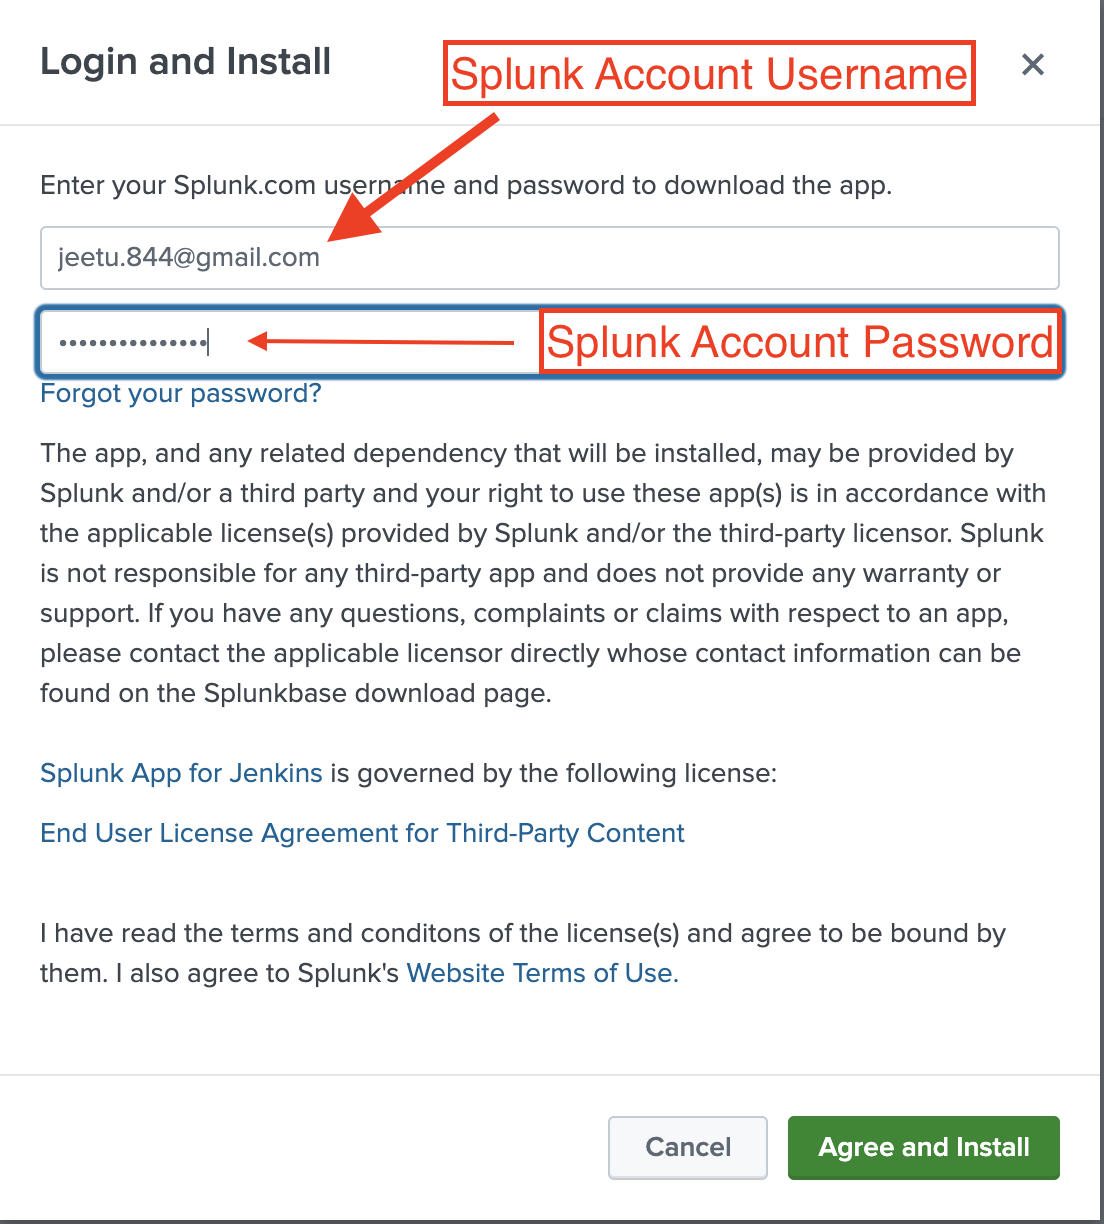 Login and Install
Splunk Account Username
Enter your Splunk.com username and password to download the app.
jeetu.844@gmail.com
•••••••••••••••
Splunk Account Password
Forgot your password?
The app, and any related dependency that will be installed, may be provided by
Splunk and/or a third party and your right to use these app(s) is in accordance with
the applicable license(s) provided by Splunk and/or the third-party licensor. Splunk
is not responsible for any third-party app and does not provide any warranty or
support. If you have any questions, complaints or claims with respect to an app,
please contact the applicable licensor directly whose contact information can be
found on the Splunkbase download page.
Splunk App for Jenkins is governed by the following license:
End User License Agreement for Third-Party Content
I have read the terms and conditons of the license(s) and agree to be bound by
them. I also agree to Splunk's Website Terms of Use.
Cancel
Agree and Install